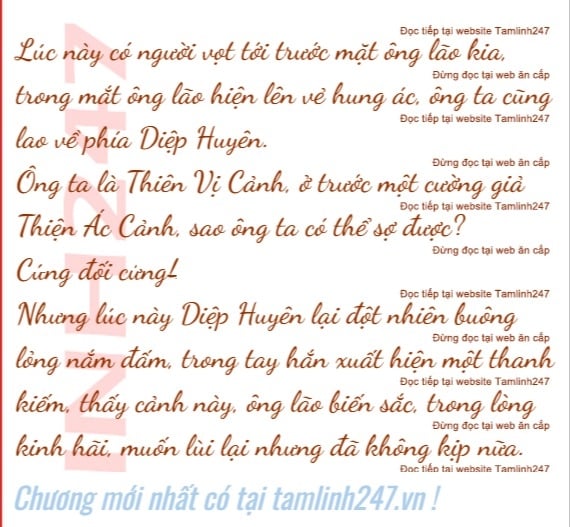 Đọc tiếp tại website Tamlinh247
Lúc này có người vọt tới trước mặt ông lão kia,
Đừng đọc tại web ăn cắp
trong mắt ông lão hiện lên vẻ hung ác, ông ta cũng
Đọc tiếp tại website Tamlinh247
lao về phía Diệp Huyên.
Đừng đọc tại web ăn cắp
Ông ta là Thiên Vị Cảnh, ở trước một cường giả
Đọc tiếp tại website Tamlinh247
Thiện Ác Cảnh, sao ông ta có thể sợ được?
Đừng đọc tại web ăn cắp
Cúng đối cứng!
Đọc tiếp tại website Tamlinh247
Nhưng lúc này Diệp Huyên lại đột nhiên buông
Đừng đọc tại web ăn cắp
lỏng nắm đấm, trong tay hắn xuất hiện một thanh
Đọc tiếp tại website Tamlinh247
kiếm, thấy cảnh này, ông lão biến sắc, trong lòng
Đừng đọc tại web ăn cắp
kinh hãi, muốn lùi lại nhưng đã không kịp nữa.
Đọc tiếp tại website Tamlinh247
Chương mới nhất có tại tamlinh247.vn !
INH247